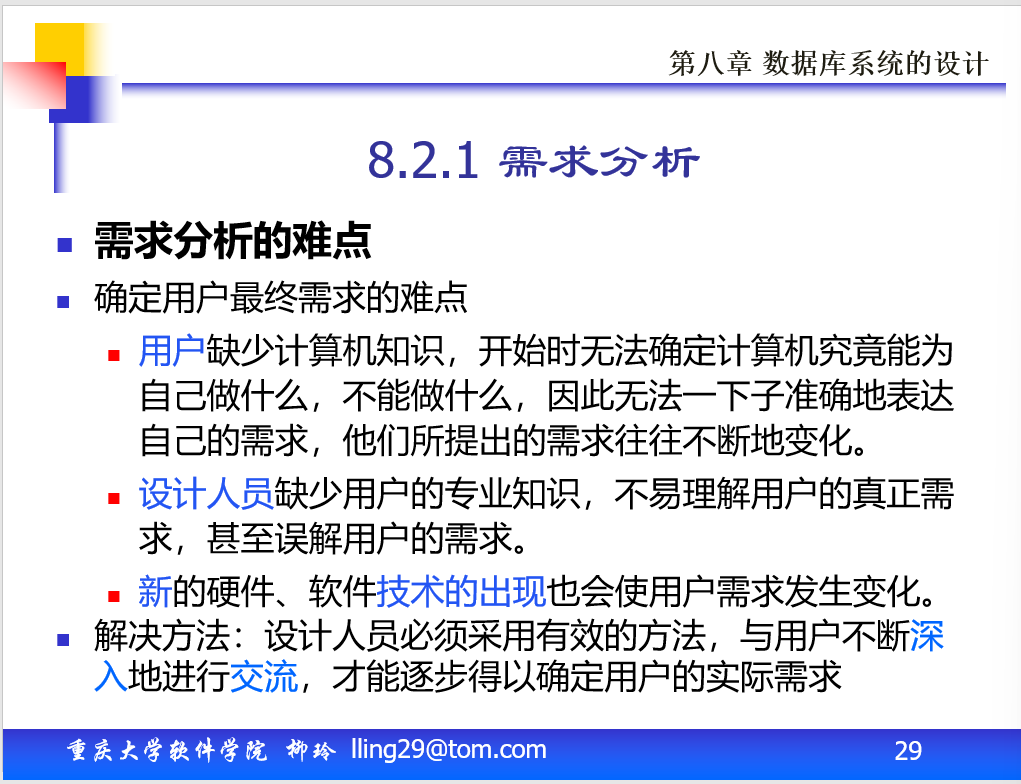 第八章 数据库系统的设计
8.2.1 需求分析
需求分析的难点
确定用户最终需求的难点
用户缺少计算机知识，开始时无法确定计算机究竟能为
自己做什么，不能做什么，因此无法一下子准确地表达
自己的需求，他们所提出的需求往往不断地变化。
设计人员缺少用户的专业知识，不易理解用户的真正需
求，甚至误解用户的需求。
新的硬件、软件技术的出现也会使用户需求发生变化。
解决方法：设计人员必须采用有效的方法，与用户不断深
入地进行交流，才能逐步得以确定用户的实际需求
重庆大学软件学院 柳玲 lling29@tom.com
29